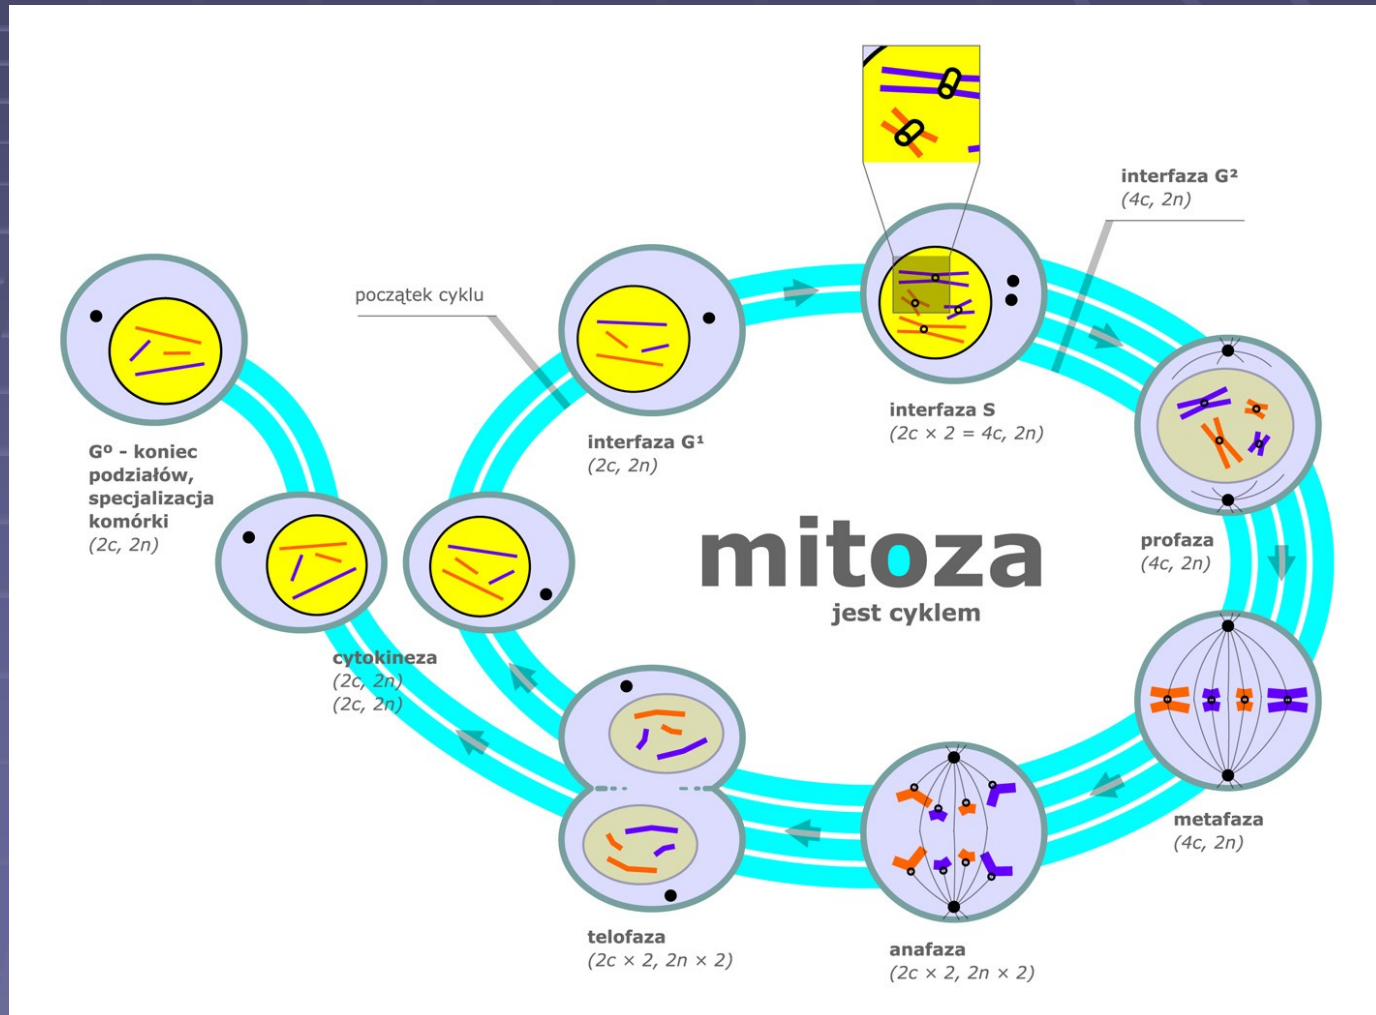 interfaza G²
(4c, 2n)
początek cyklu
interfaza S
(2c × 2 = 4c, 2n)
interfaza G¹
(2c, 2n)
G⁰ - koniec
podziałów,
specjalizacja
komórki
(2c, 2n)
mitoza
jest cyklem
profaza
(4c, 2n)
cytokineza
(2c, 2n)
(2c, 2n)
metafaza
(4c, 2n)
telofaza
(2c × 2, 2n × 2)
anafaza
(2c × 2, 2n × 2)